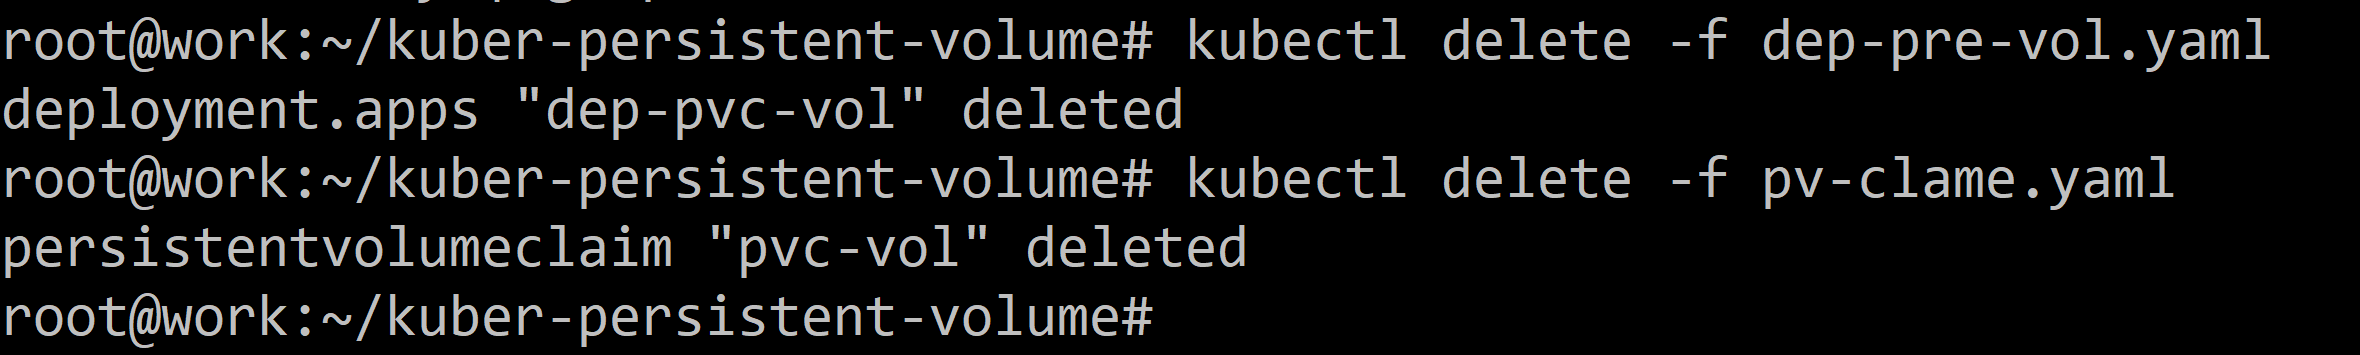 root@work:~/kuber-persistent-volume# kubectl delete -f dep-pre-vol.yaml
deployment.apps "dep-pvc-vol" deleted
root@work:~/kuber-persistent-volume# kubectl delete -f pv-clame.yaml
persistentvolumeclaim "pvc-vol" deleted
root@work:~/kuber-persistent-volume#